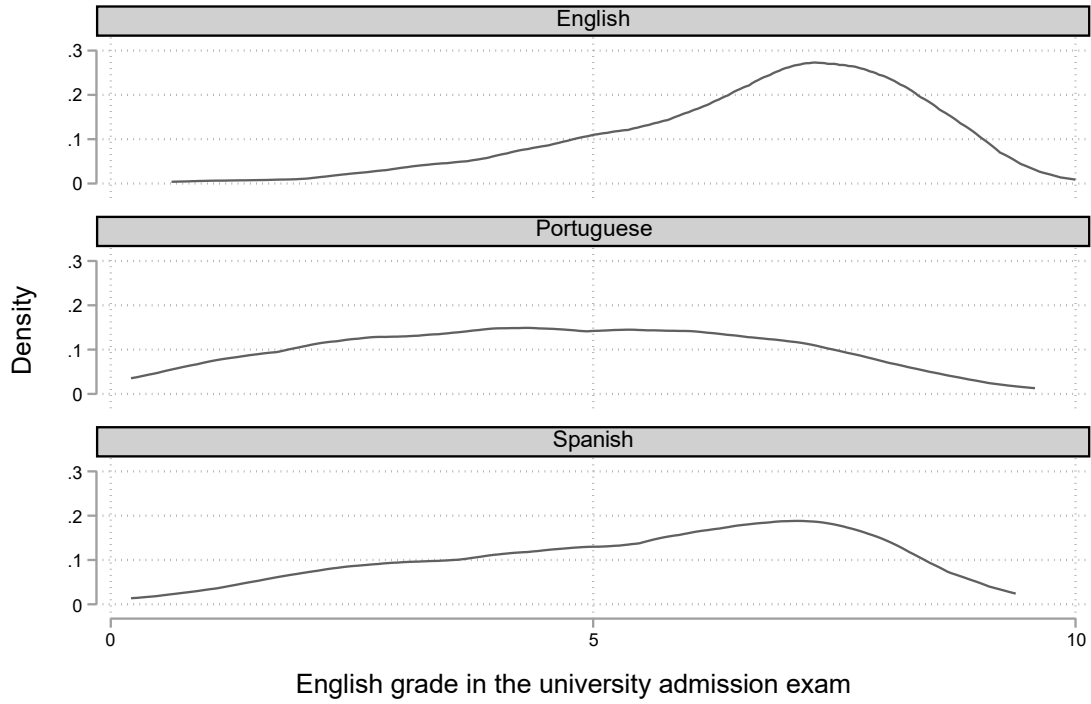 English
.3
.2
.1
0
Portuguese
.3
.2
.1
0
Spanish
.3
.2
.1
0
0 5 10
Density
English grade in the university admission exam